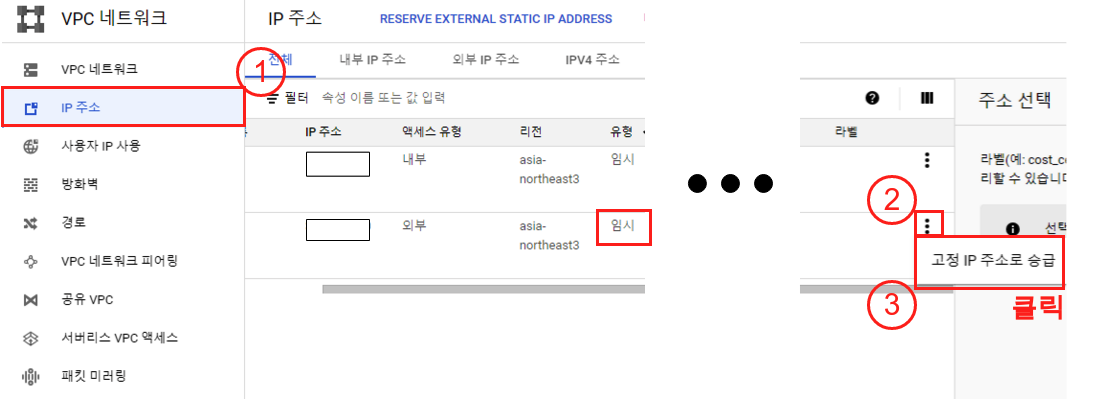 VPC 네트워크
IP 주소
RESERVE EXTERNAL STATIC IP ADDRESS
전체
내부 IP 주소
외부 IP 주소
IPV4 주소
1
VPC 네트워크
IP 주소
사용자 IP 사용
방화벽
경로
VPC 네트워크 피어링
공유 VPC
서버리스 VPC 액세스
패킷 미러링
필터
속성 이름 또는 값 입력
IP 주소
액세스 유형
리전
유형
라벨
내부
asia-
northeast3
임시
외부
asia-
northeast3
임시
주소 선택
라벨(예: cost_c
리할 수 있습니다
2
선택
고정 IP 주소로 승급
3
클릭